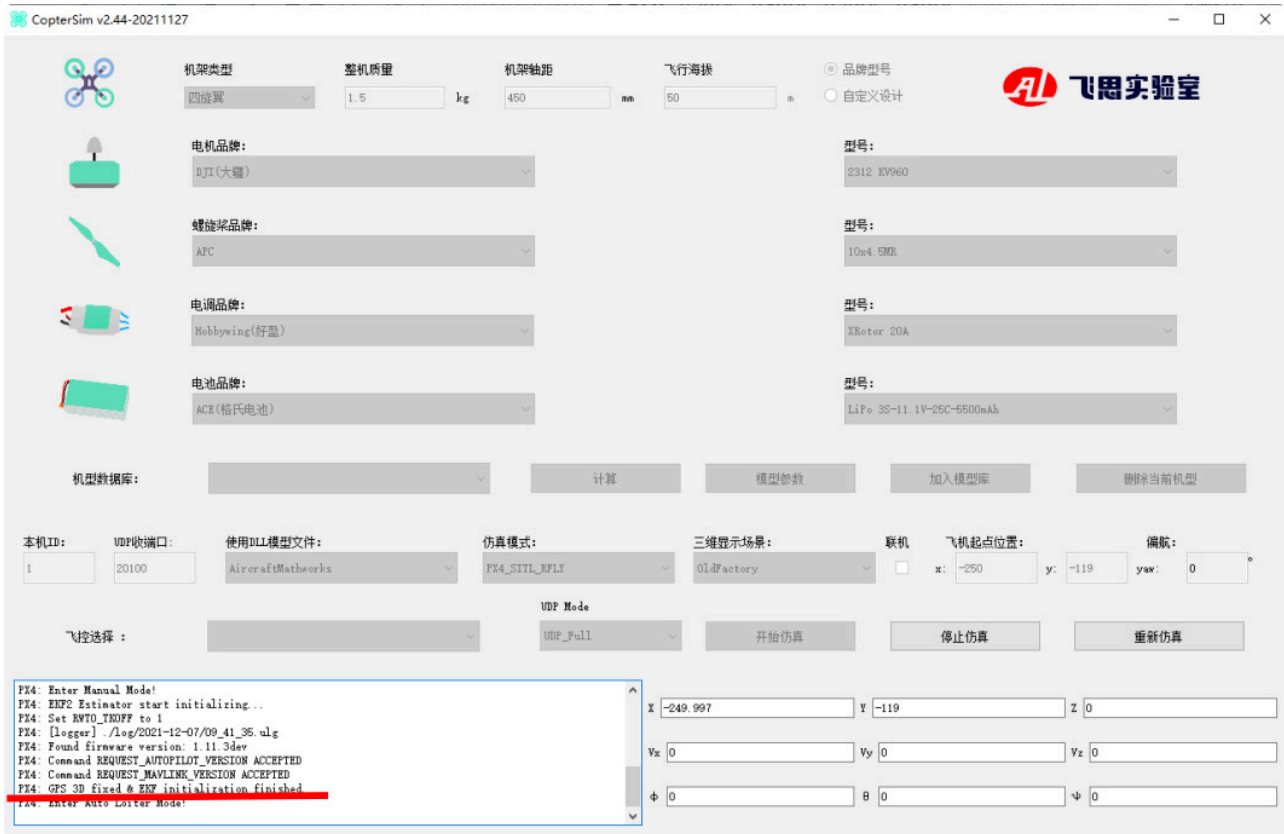 CopterSim v2.44-20211127
机架类型 整机质量 机架轴距 飞行海拔 品牌型号
四旋翼 1.5 kg 450 mm 50 m 自定义设计
飞思实验室
电机品牌: 型号:
DJI(大疆) 2312 KV960
螺旋桨品牌: 型号:
APC 10x4.5MR
电调品牌: 型号:
Hobbywing(好盈) XRotor 20A
电池品牌: 型号:
ACE(格氏电池) LiPo 3S-11.1V-25C-5500mAh
机型数据库: 计算 模型参数 加入模型库 删除当前机型
本机ID: UDP收端口: 使用DLL模型文件: 仿真模式: 三维显示场景: 联机 飞机起点位置: 偏航:
1 20100 AircraftMathworks PX4_SITL_RFLY OldFactory x: -250 y: -119 yaw: 0 °
UDP Mode
飞控选择 : UDP_Full 开始仿真 停止仿真 重新仿真
PX4: Enter Manual Mode!
PX4: EKF2 Estimator start initializing...
PX4: Set RWTO_TKOFF to 1
PX4: [logger] ./log/2021-12-07/09_41_35.ulg
PX4: Found firmware version: 1.11.3dev
PX4: Command REQUEST_AUTOPILOT_VERSION ACCEPTED
PX4: Command REQUEST_MAVLINK_VERSION ACCEPTED
PX4: GPS 3D fixed & EKF initialization finished
PX4: Enter Auto Loiter Mode!
X -249.997 Y -119 Z 0
Vx 0 Vy 0 Vz 0
ϕ 0 θ 0 ψ 0